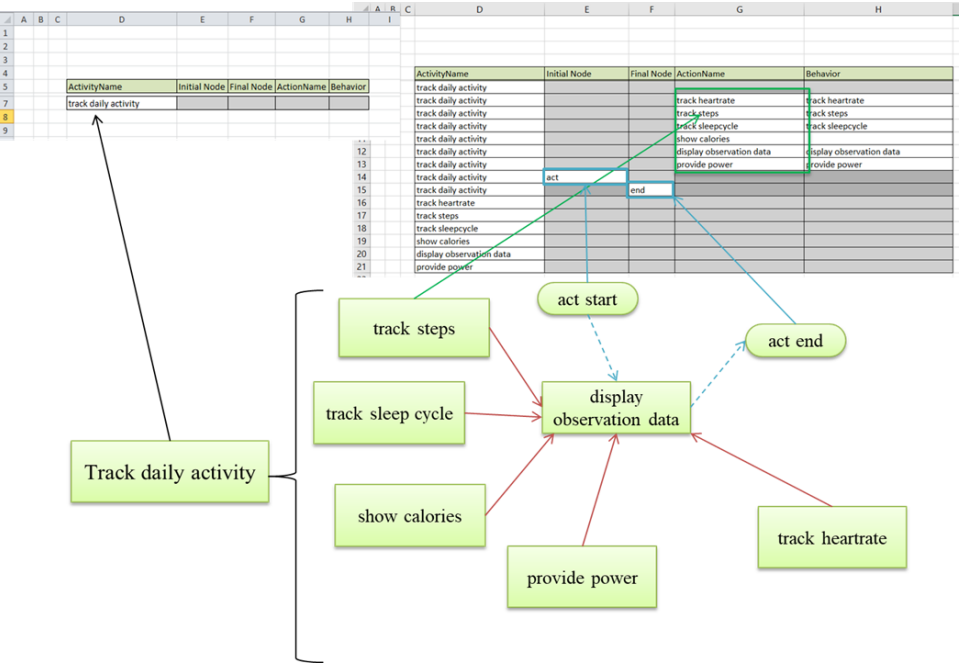 A B C D E F G H I
1
2
3
4
5 ActivityName Initial Node Final Node ActionName Behavior
7 track daily activity
8
9
A B C D E F G H
ActivityName Initial Node Final Node ActionName Behavior
track daily activity
track daily activity track heartrate track heartrate
track daily activity track steps track steps
track daily activity track sleepcycle track sleepcycle
track daily activity show calories
12 track daily activity display observation data display observation data
13 track daily activity provide power provide power
14 track daily activity act
15 track daily activity end
16 track heartrate
17 track steps
18 track sleepcycle
19 show calories
20 display observation data
21 provide power
act start
track steps
act end
display
observation data
track sleep cycle
Track daily activity
show calories
track heartrate
provide power